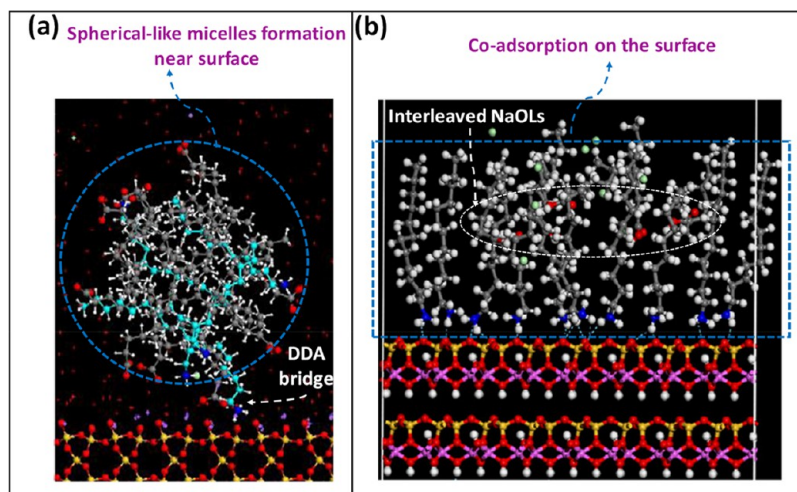 (a)
Spherical-like micelles formation
near surface
DDA
bridge
(b)
Co-adsorption on the surface
Interleaved NaOLs